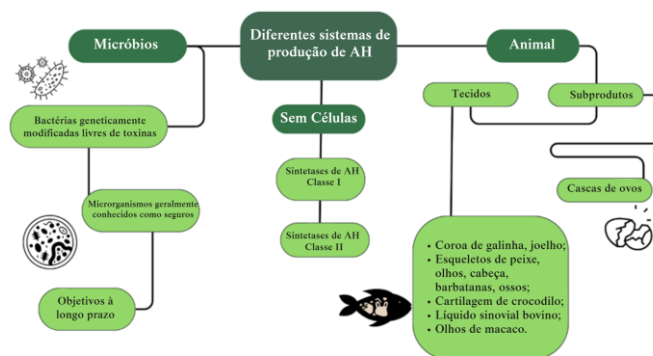 Diferentes sistemas de
produção de AH
Micróbios
Animal
Bactérias geneticamente
modificadas livres de toxinas
Microrganismos geralmente
conhecidos como seguros
Objetivos à
longo prazo
Sem Células
Sintetases de AH
Classe I
Sintetases de AH
Classe II
Tecidos
Subprodutos
Cascas de ovos
• Coroa de galinha, joelho;
• Esqueletos de peixe,
olhos, cabeça,
barbatanas, ossos;
• Cartilagem de crocodilo;
• Líquido sinovial bovino;
• Olhos de macaco.